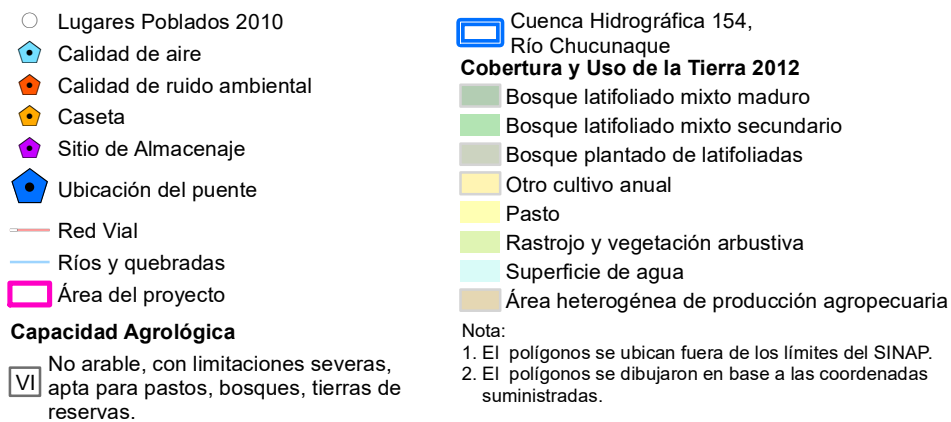 Lugares Poblados 2010
Calidad de aire
Calidad de ruido ambiental
Caseta
Sitio de Almacenaje
Ubicación del puente
Red Vial
Ríos y quebradas
Área del proyecto
Capacidad Agrológica
VI
No arable, con limitaciones severas,
apta para pastos, bosques, tierras de
reservas.
Cuenca Hidrográfica 154,
Río Chucunaque
Cobertura y Uso de la Tierra 2012
Bosque latifoliado mixto maduro
Bosque latifoliado mixto secundario
Bosque plantado de latifoliadas
Otro cultivo anual
Pasto
Rastrojo y vegetación arbustiva
Superficie de agua
Área heterogénea de producción agropecuaria
Nota:
1. El polígonos se ubican fuera de los límites del SINAP.
2. El polígonos se dibujaron en base a las coordenadas
suministradas.